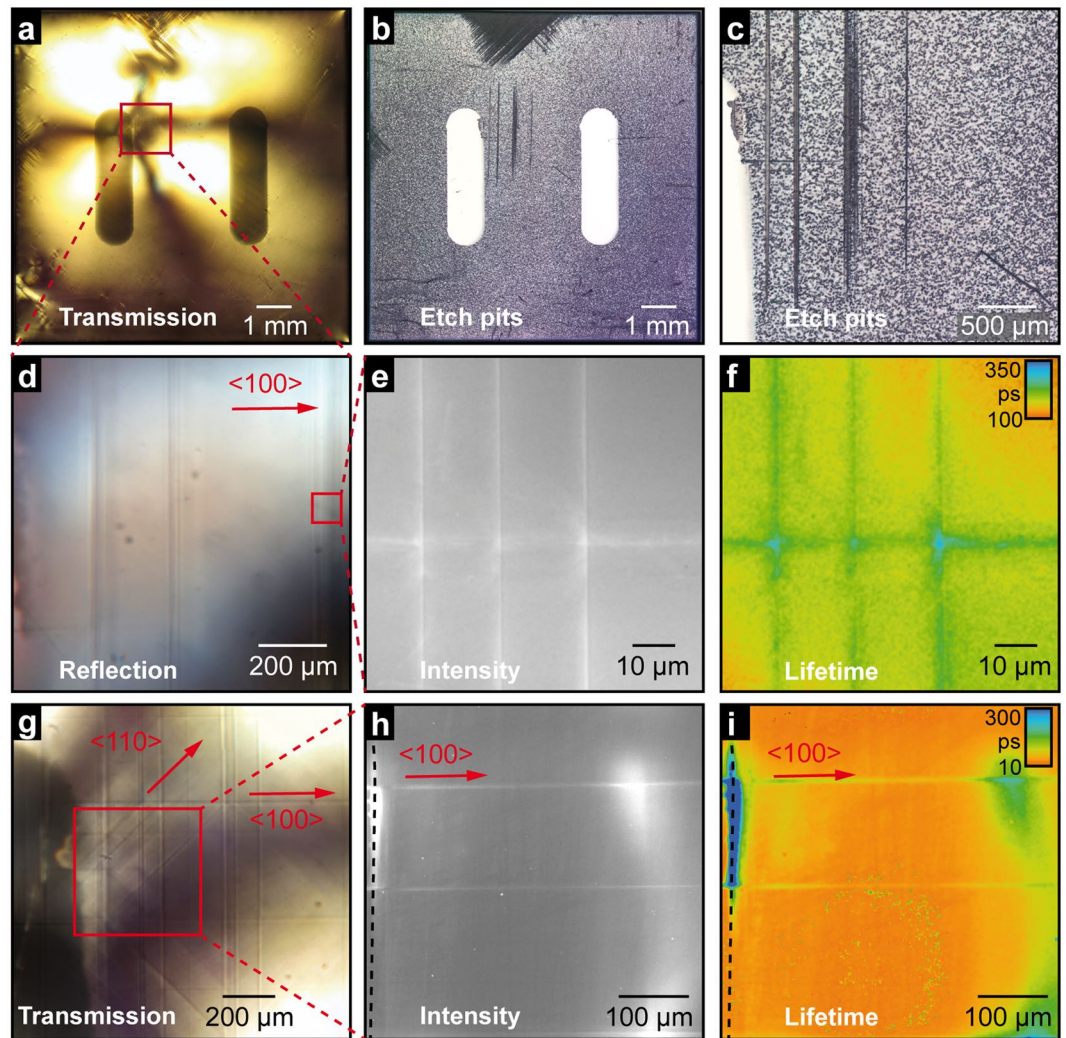 a
Transmission
1 mm
b
Etch pits
1 mm
c
Etch pits
500 µm
d
<100>
Reflection
200 µm
e
Intensity
10 µm
f
350
ps
100
Lifetime
10 µm
g
<110>
<100>
Transmission
200 µm
h
<100>
Intensity
100 µm
i
300
ps
10
<100>
Lifetime
100 µm